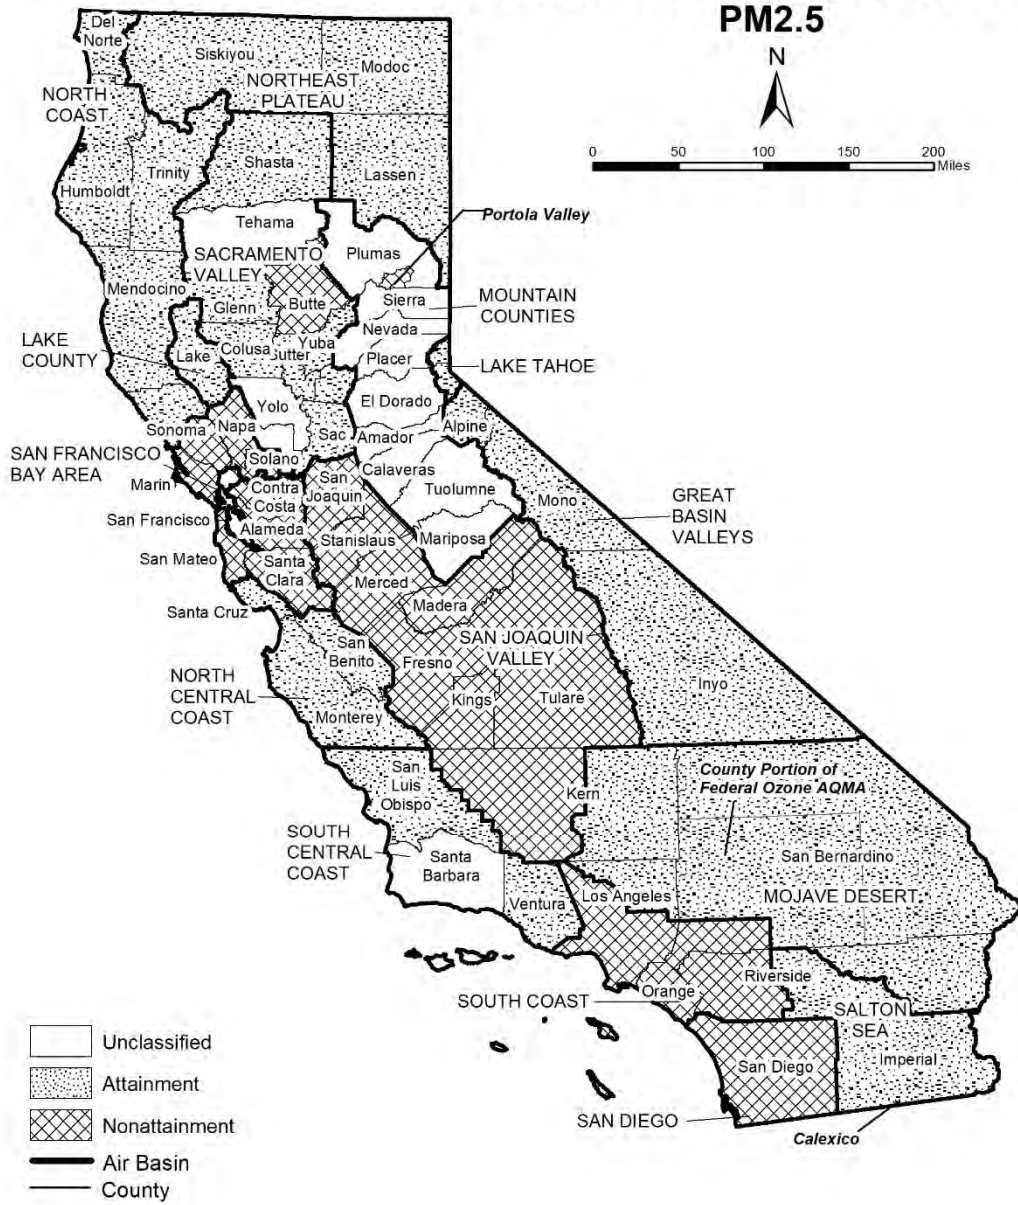 PM2.5
N
0 50 100 150 200
Miles
Del
Norte
Siskiyou
Modoc
NORTHEAST
PLATEAU
NORTH
COAST
Shasta
Lassen
Trinity
Humboldt
Portola Valley
Tehama
Plumas
SACRAMENTO
VALLEY
Mendocino
Butte
Sierra
MOUNTAIN
COUNTIES
Glenn
Nevada
LAKE
COUNTY
Lake
Colusa
Yuba
utter
Placer
LAKE TAHOE
El Dorado
Yolo
Sonoma
Napa
Sac
Amador
Alpine
SAN FRANCISCO
BAY AREA
Solano
Calaveras
Marin
Contra
Costa
San
Joaquin
Tuolumne
Mono
GREAT
BASIN
VALLEYS
San Francisco
Alameda
Stanislaus
Mariposa
San Mateo
Santa
Clara
Merced
Santa Cruz
Madera
San
Benito
SAN JOAQUIN
VALLEY
Fresno
NORTH
CENTRAL
COAST
Monterey
Kings
Tulare
Inyo
San
Luis
Obispo
Kern
County Portion of
Federal Ozone AQMA
SOUTH
CENTRAL
COAST
Santa
Barbara
San Bernardino
Ventura
Los Angeles
MOJAVE DESERT
Riverside
SOUTH COAST
Orange
SALTON
SEA
San Diego
Imperial
SAN DIEGO
Calexico
Unclassified
Attainment
Nonattainment
Air Basin
County